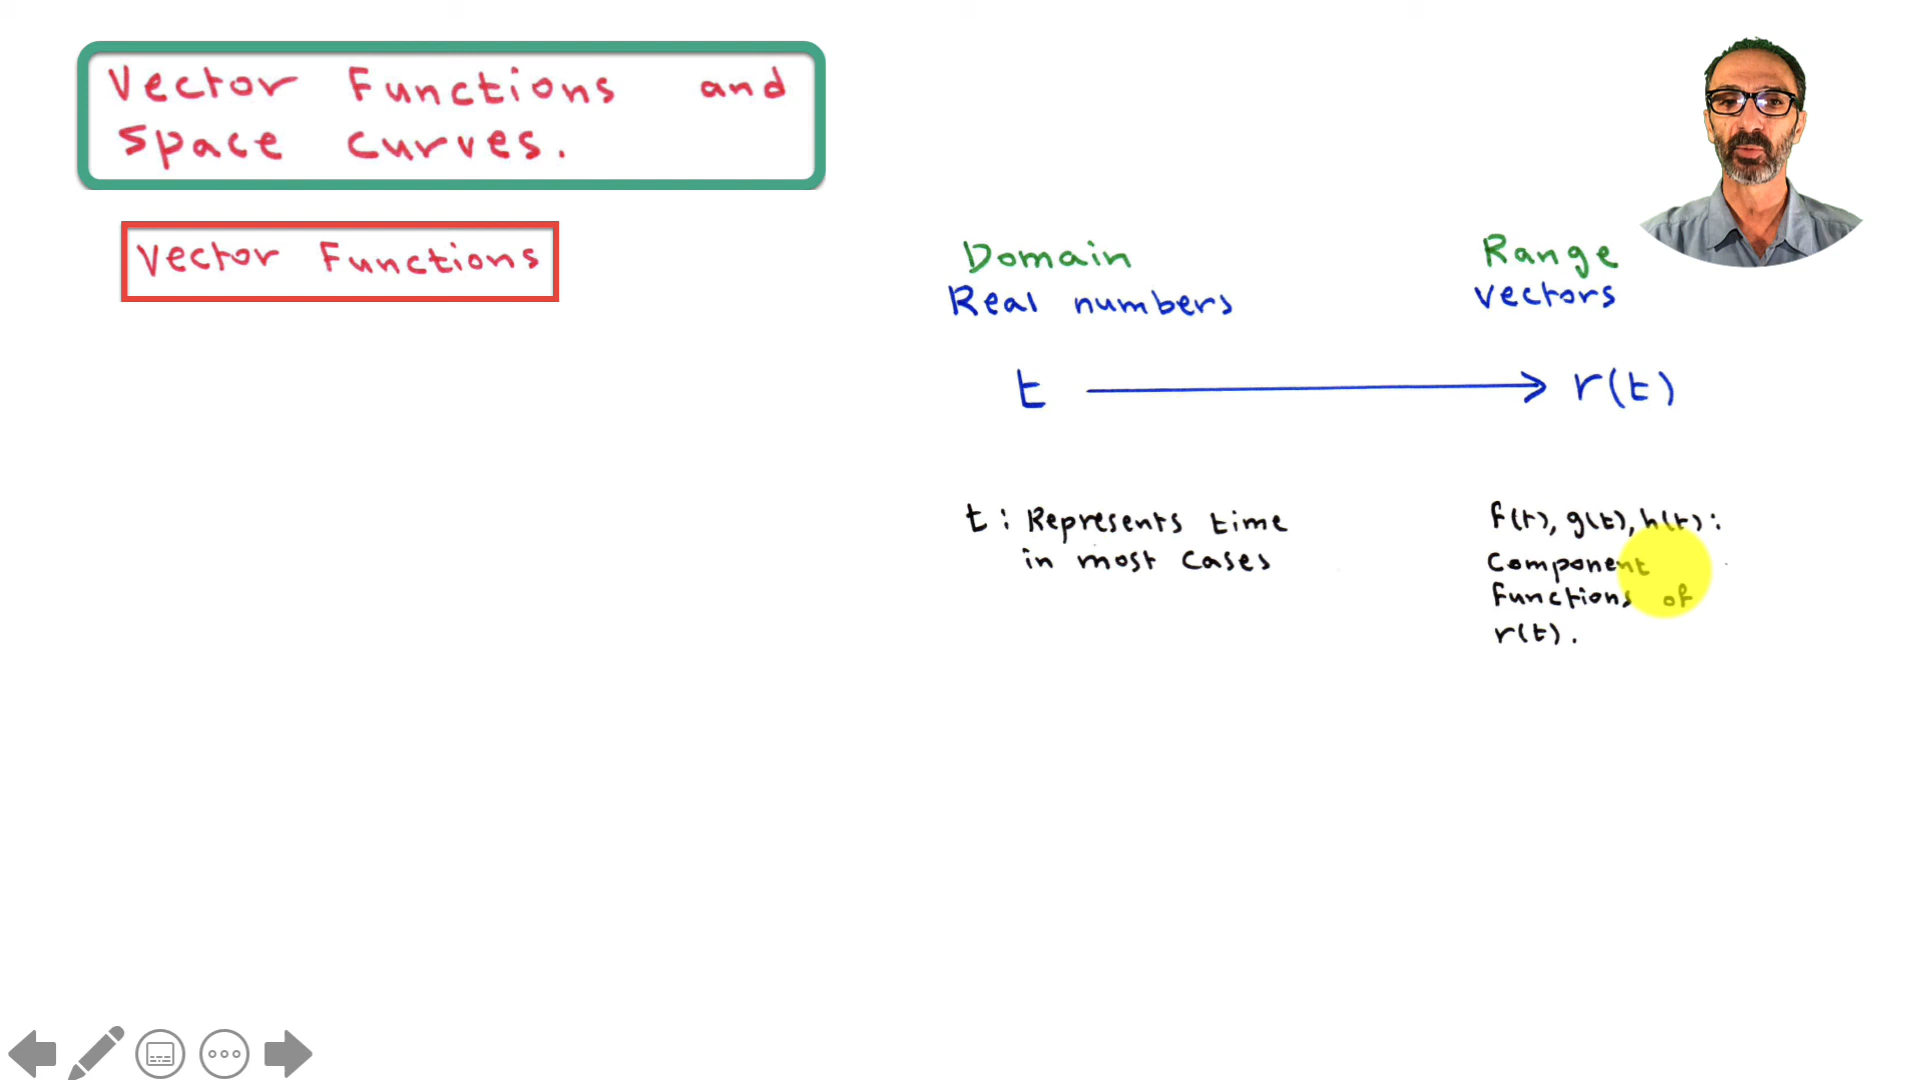 Vector Functions and
space curves.
Vector Functions
Domain
Real numbers
Range
vectors
t → r(t)
t: Represents time
in most cases
f(t), g(t), h(t):
Component
functions of
r(t).